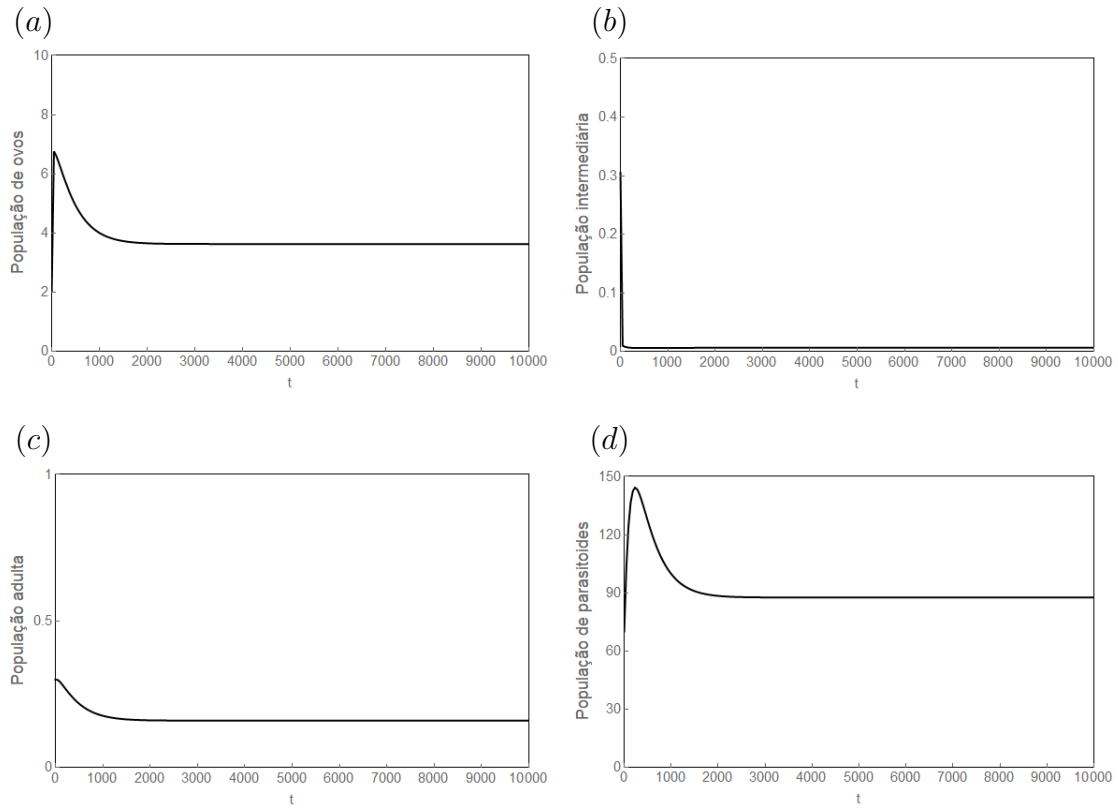 (a)
População de ovos
10
8
6
4
2
0
0 1000 2000 3000 4000 5000 6000 7000 8000 9000 10000
t
(b)
População intermediária
0.5
0.4
0.3
0.2
0.1
0
0 1000 2000 3000 4000 5000 6000 7000 8000 9000 10000
t
(c)
População adulta
1
0.5
0
0 1000 2000 3000 4000 5000 6000 7000 8000 9000 10000
t
(d)
População de parasitoides
150
120
90
60
30
0
0 1000 2000 3000 4000 5000 6000 7000 8000 9000 10000
t